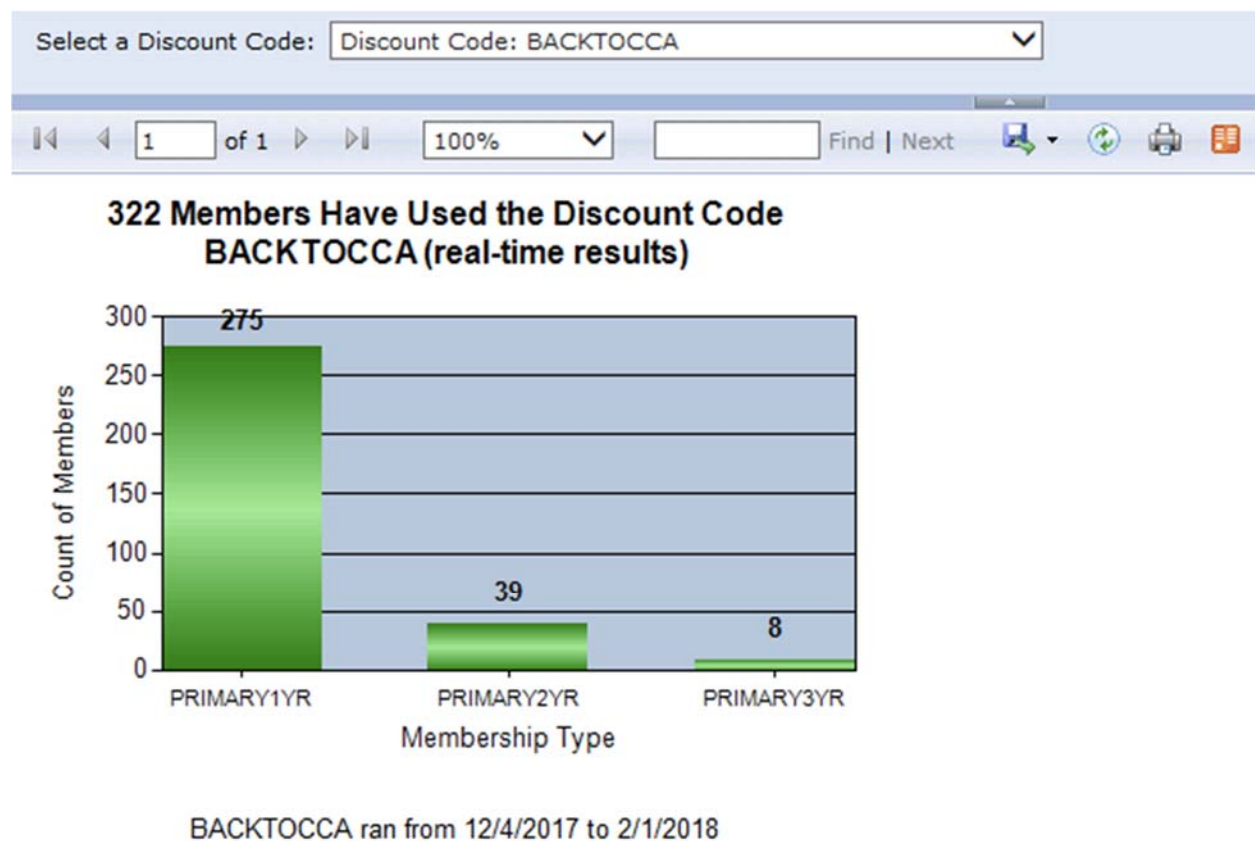 Select a Discount Code: Discount Code: BACKTOCCA
1 of 1 100% Find | Next
322 Members Have Used the Discount Code
BACKTOCCA (real-time results)
300
275
250
200
150
100
50
39
8
0
Count of Members
PRIMARY1YR PRIMARY2YR PRIMARY3YR
Membership Type
BACKTOCCA ran from 12/4/2017 to 2/1/2018